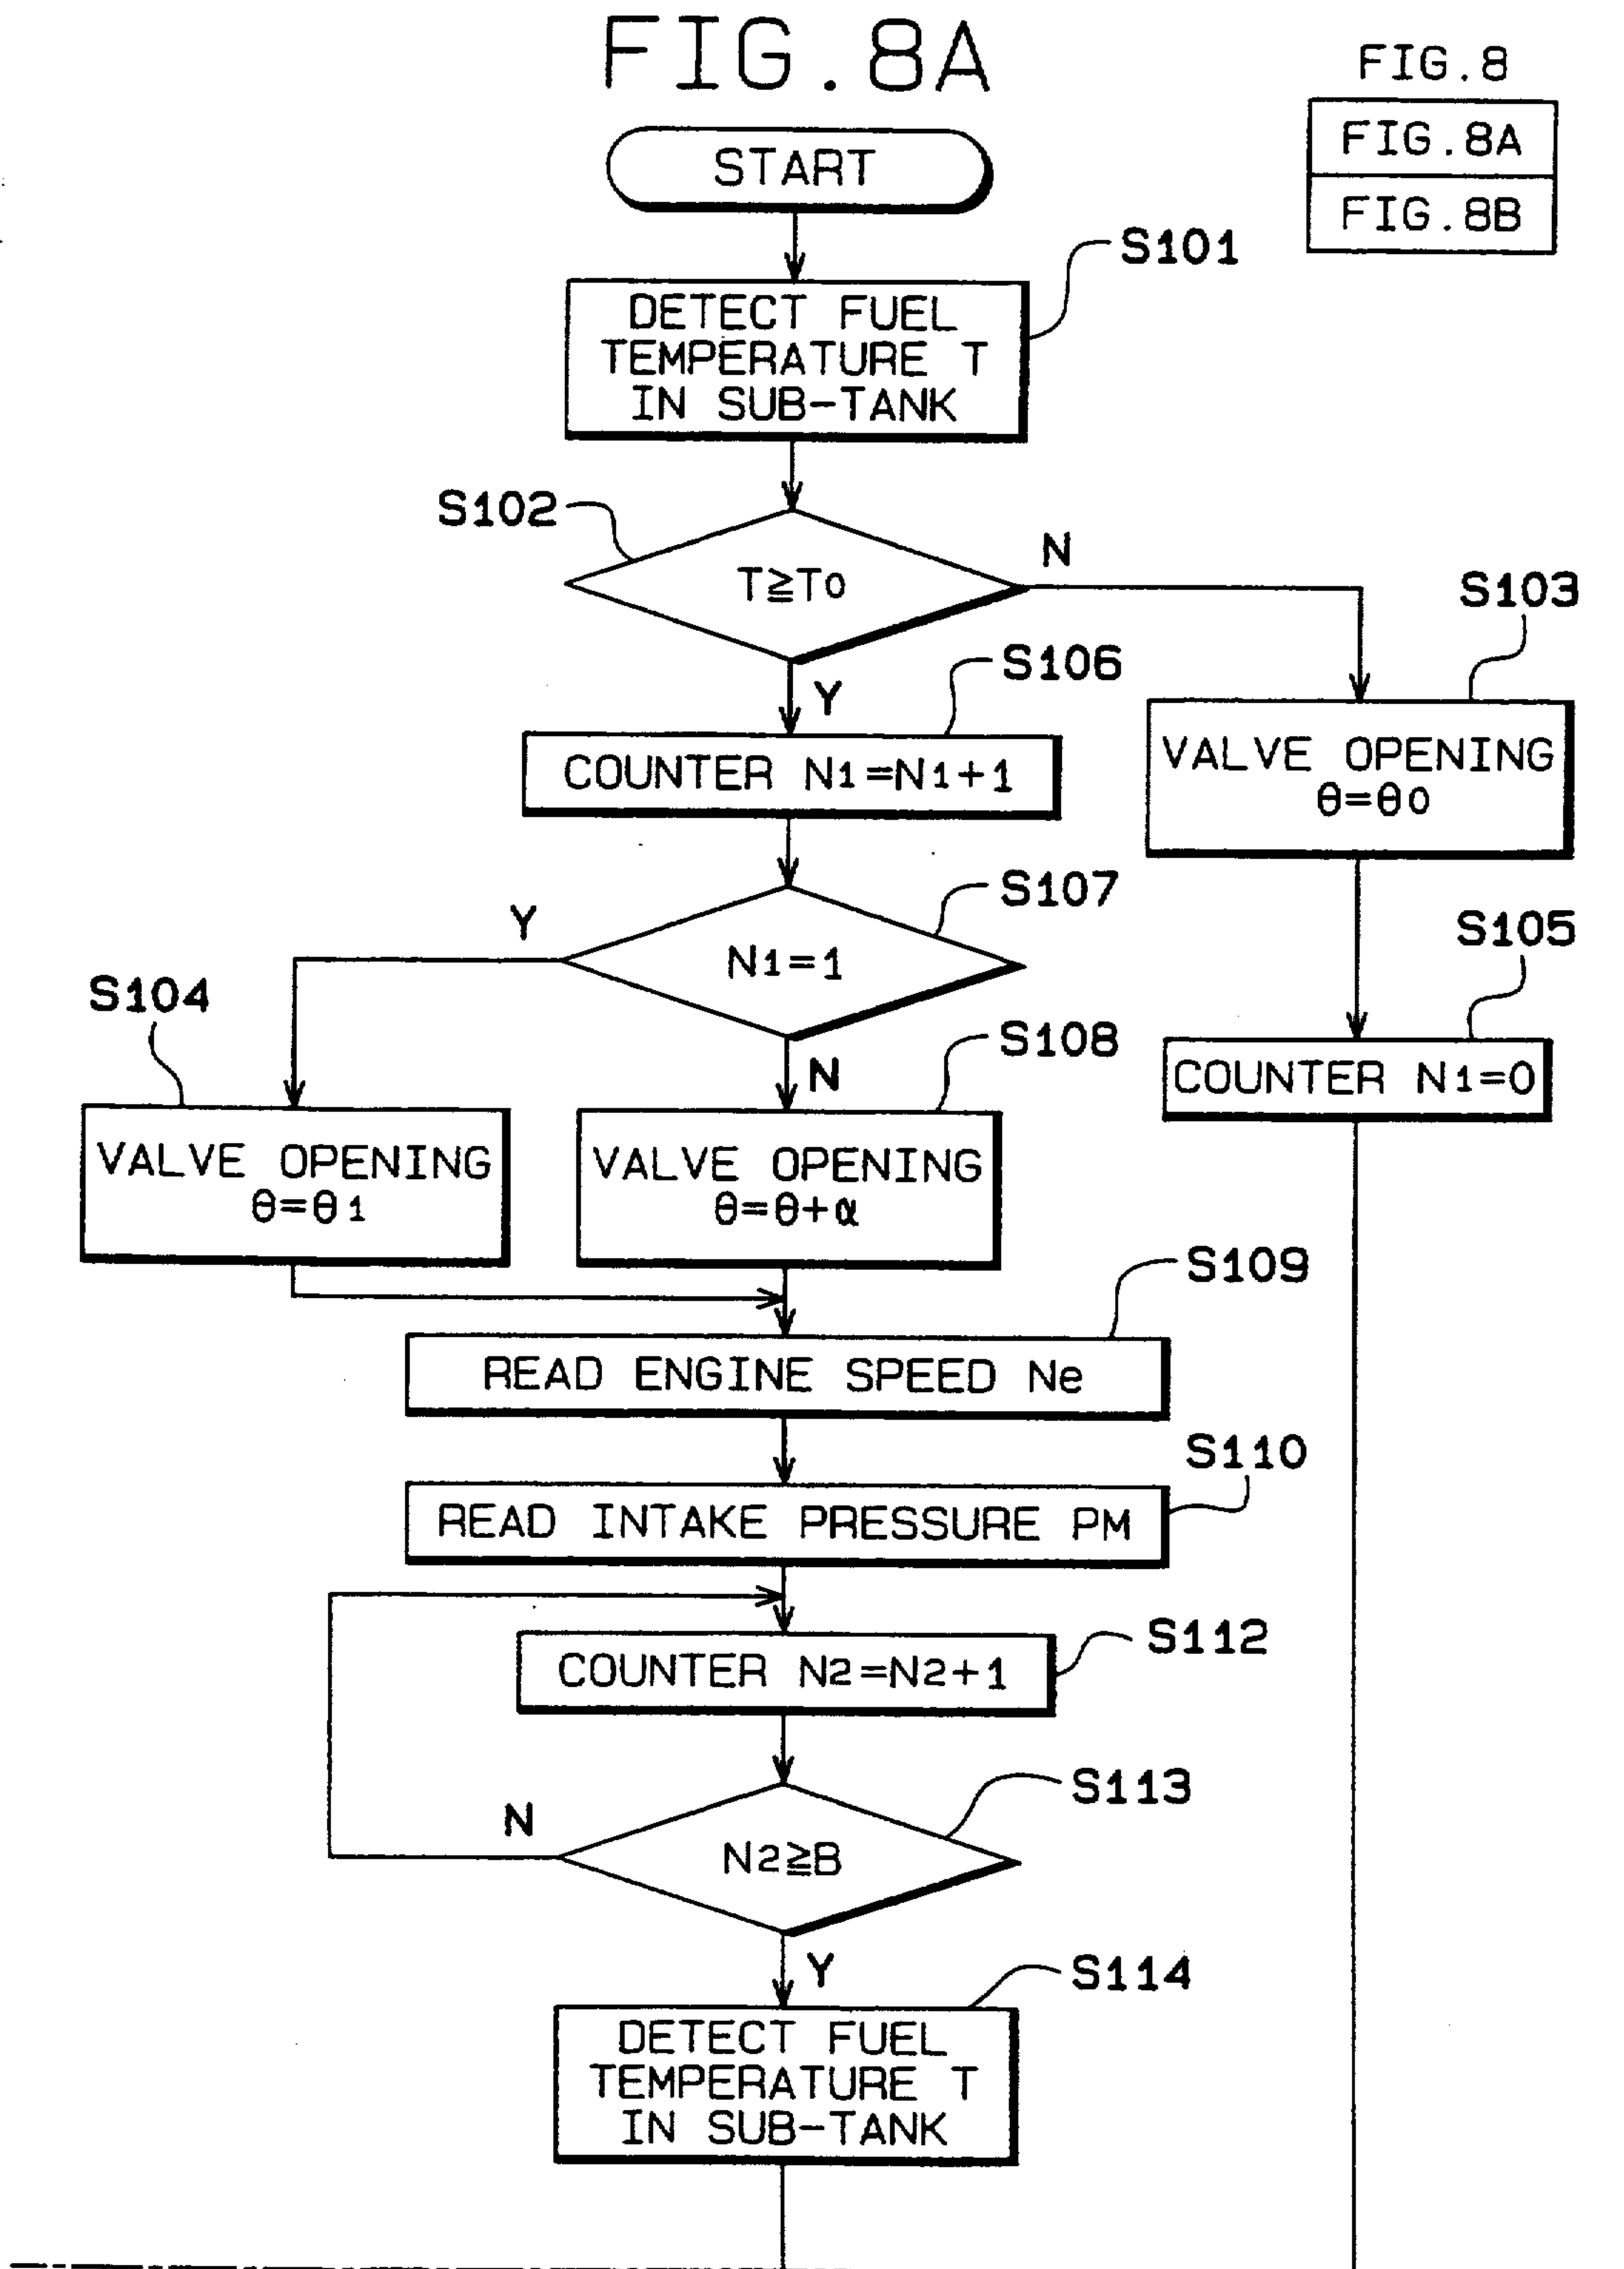 FIG.8A
FIG.8
FIG.8A
FIG.8B
START
S101
DETECT FUEL
TEMPERATURE T
IN SUB-TANK
S102
T≧T0
N
Y
S103
VALVE OPENING
θ=θ0
S106
COUNTER N1=N1+1
S107
N1=1
Y
N
S105
COUNTER N1=0
S104
VALVE OPENING
θ=θ1
S108
VALVE OPENING
θ=θ+α
S109
READ ENGINE SPEED Ne
S110
READ INTAKE PRESSURE PM
S112
COUNTER N2=N2+1
S113
N2≧B
N
Y
S114
DETECT FUEL
TEMPERATURE T
IN SUB-TANK